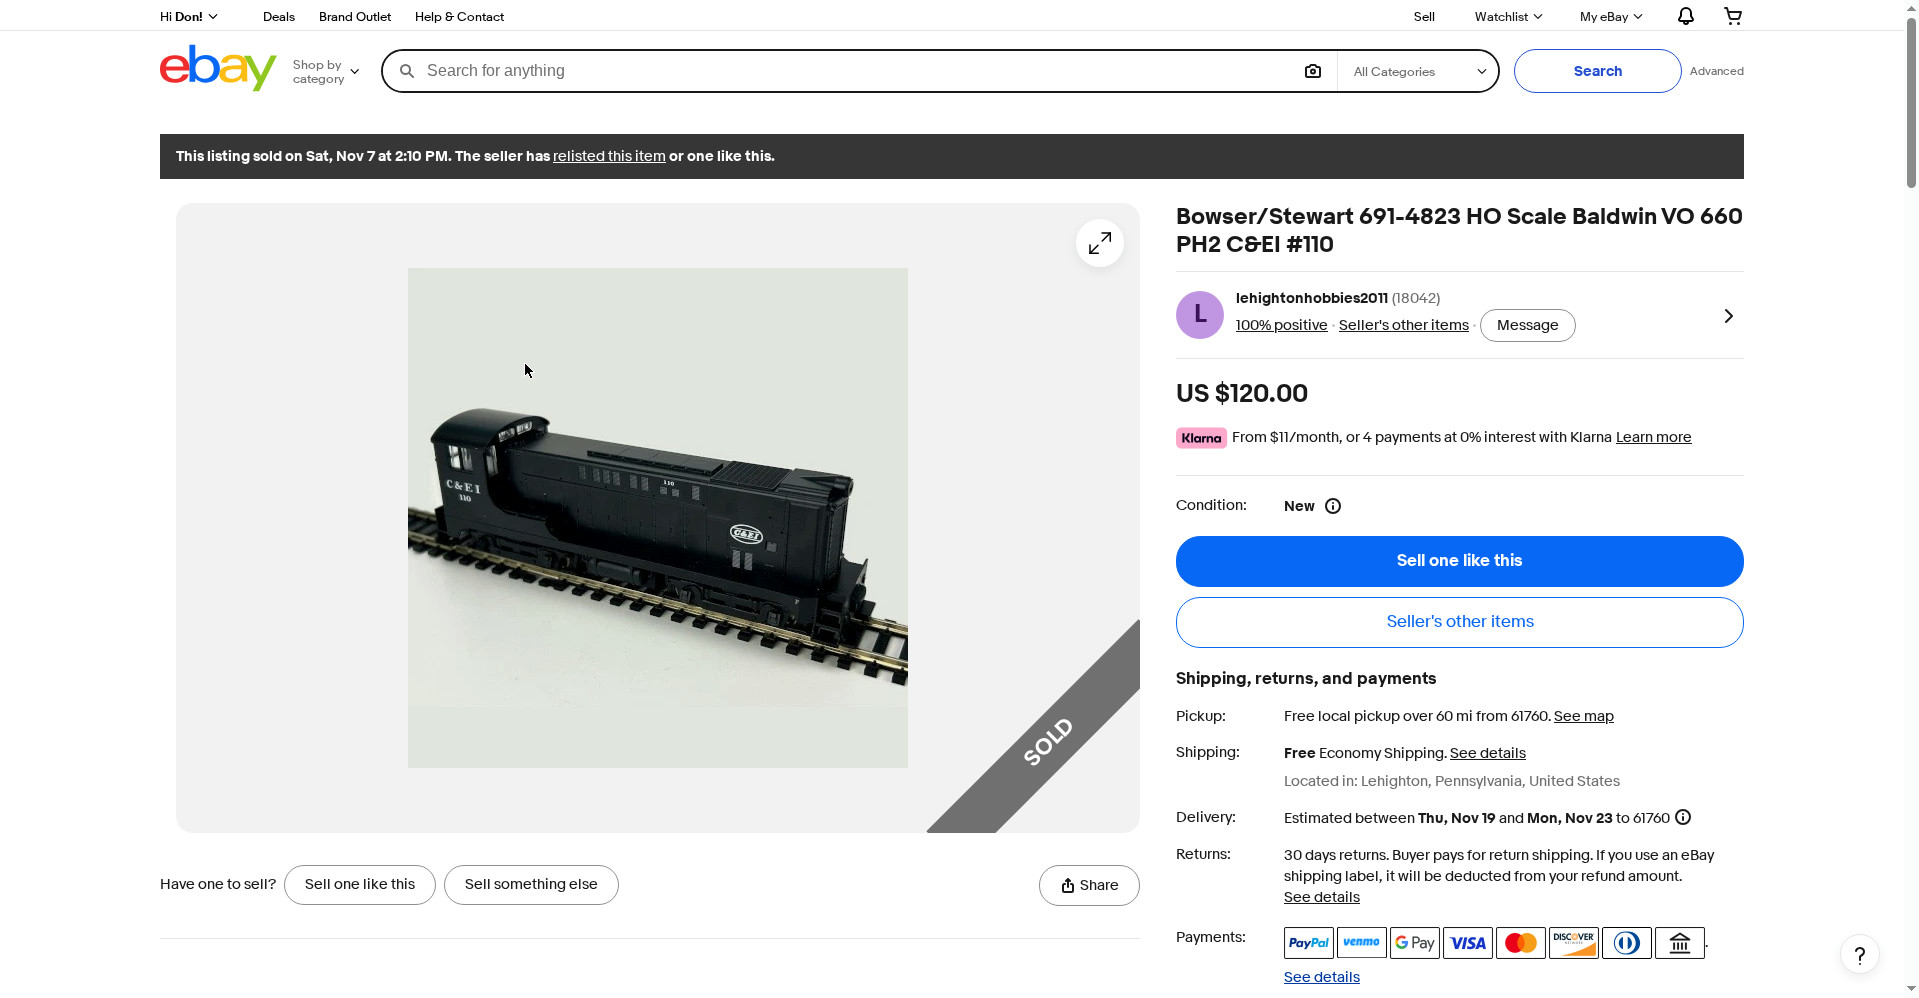 Hi Don!
Deals
Brand Outlet
Help & Contact
Sell
Watchlist
My eBay
ebay
Shop by
category
Search for anything
All Categories
Search
Advanced
This listing sold on Sat, Nov 7 at 2:10 PM. The seller has relisted this item or one like this.
C&EI
110
110
C&EI
SOLD
Have one to sell?
Sell one like this
Sell something else
Share
Bowser/Stewart 691-4823 HO Scale Baldwin VO 660
PH2 C&EI #110
L
lehightonhobbies2011 (18042)
100% positive · Seller's other items · Message
US $120.00
Klarna From $11/month, or 4 payments at 0% interest with Klarna Learn more
Condition: New
Sell one like this
Seller's other items
Shipping, returns, and payments
Pickup: Free local pickup over 60 mi from 61760. See map
Shipping: Free Economy Shipping. See details
Located in: Lehighton, Pennsylvania, United States
Delivery: Estimated between Thu, Nov 19 and Mon, Nov 23 to 61760
Returns: 30 days returns. Buyer pays for return shipping. If you use an eBay
shipping label, it will be deducted from your refund amount.
See details
Payments: PayPal venmo G Pay VISA DISCOVER
See details
?